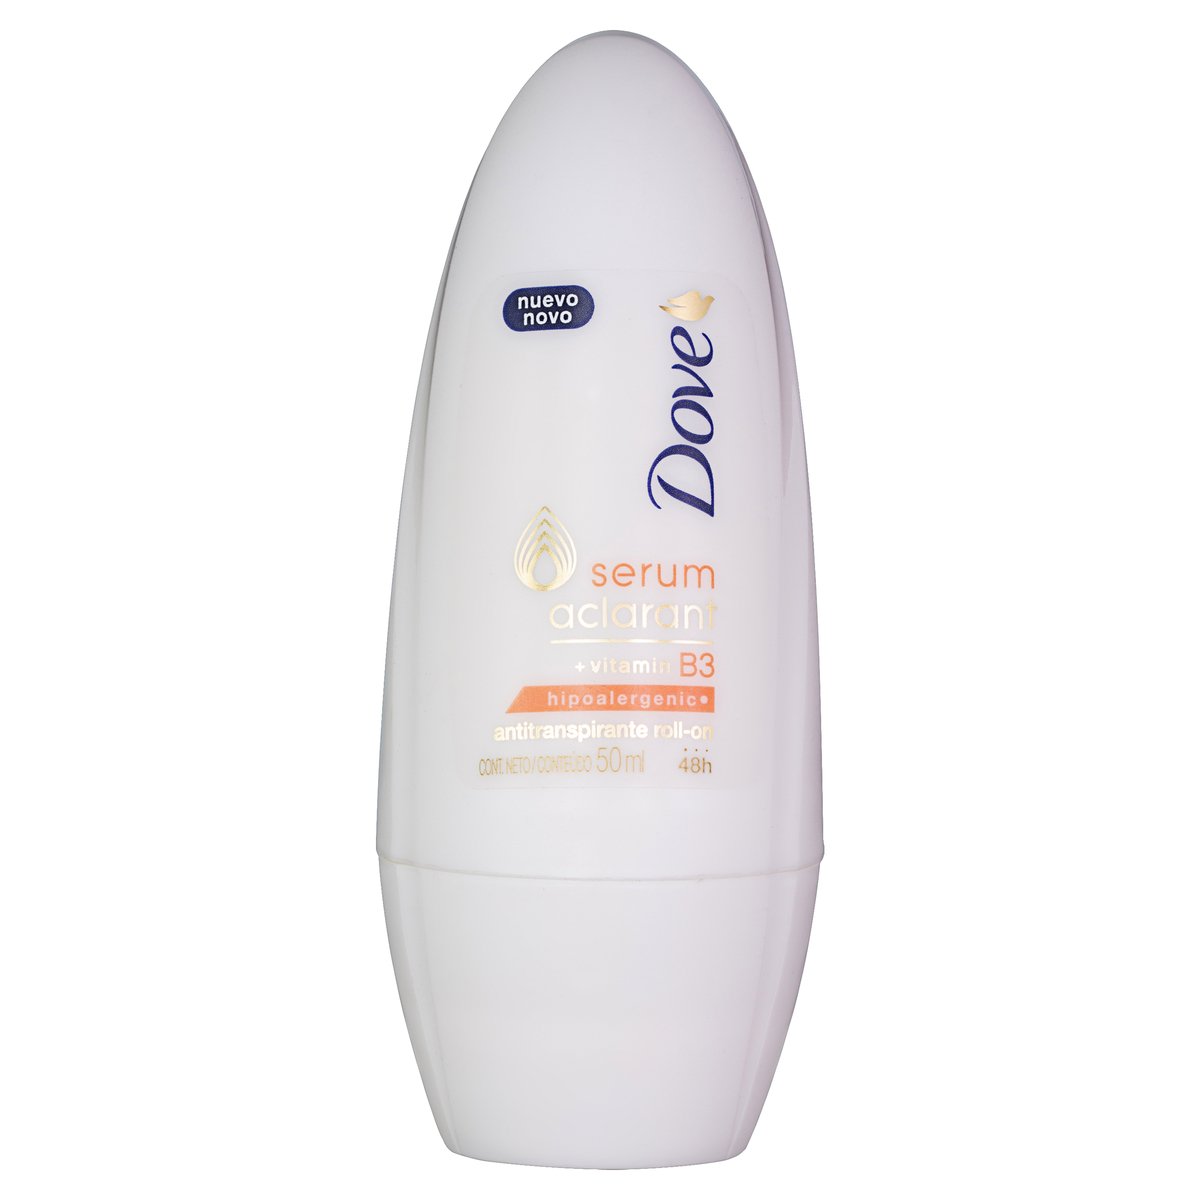 nuevo
novo
Dove
serum
aclarant
+ vitamin B3
hipoalergenic•
antitranspirante roll-on
CONT. NETO/CONTEÚDO 50 ml
48h